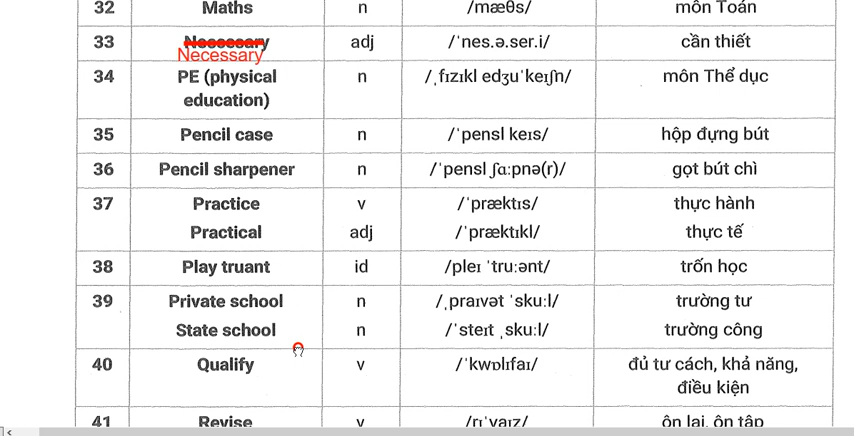 32 Maths n /mæθs/ môn Toán
33 Necessary adj /ˈnes.ə.ser.i/ cần thiết
Necessary
34 PE (physical n /ˌfɪzɪkl edʒuˈkeɪʃn/ môn Thể dục
education)
35 Pencil case n /ˈpensl keɪs/ hộp đựng bút
36 Pencil sharpener n /ˈpensl ʃɑːpnə(r)/ gọt bút chì
37 Practice v /ˈpræktɪs/ thực hành
Practical adj /ˈpræktɪkl/ thực tế
38 Play truant id /pleɪ ˈtruːənt/ trốn học
39 Private school n /ˌpraɪvət ˈskuːl/ trường tư
State school n /ˈsteɪt ˌskuːl/ trường công
40 Qualify v /ˈkwɒlɪfaɪ/ đủ tư cách, khả năng,
điều kiện
41 Revise v /rɪˈvaɪz/ ôn lại, ôn tập